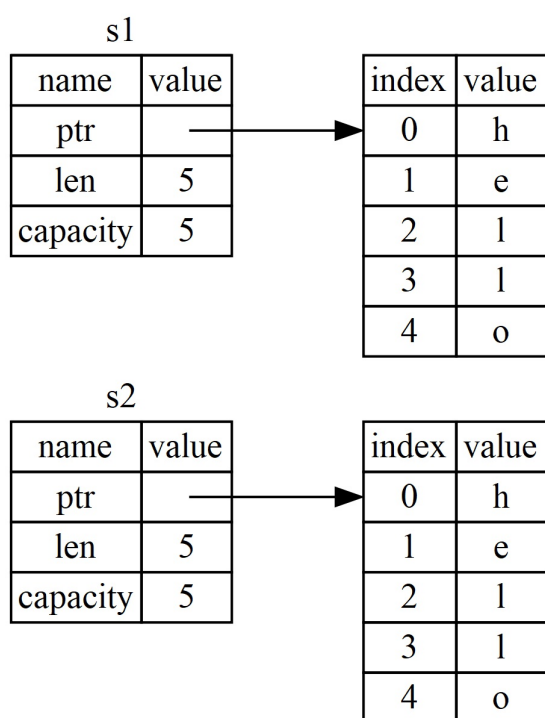 s1
name value
ptr
len 5
capacity 5
index value
0 h
1 e
2 l
3 l
4 o
s2
name value
ptr
len 5
capacity 5
index value
0 h
1 e
2 l
3 l
4 o